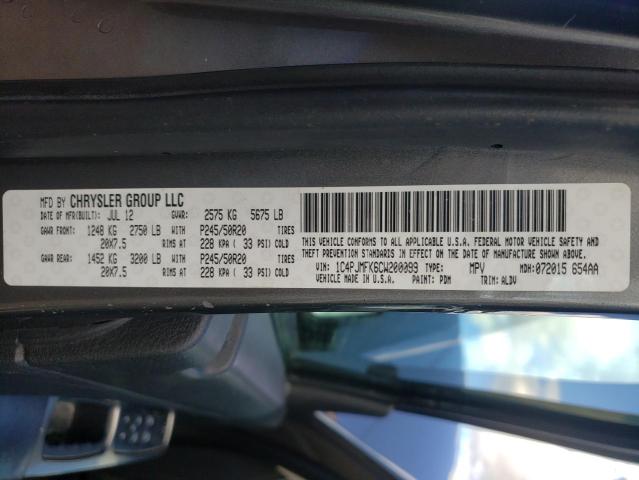 MFD BY CHRYSLER GROUP LLC
DATE OF MFR(BUILT): JUL 12 GVWR: 2575 KG 5675 LB
GAWR FRONT: 1248 KG 2750 LB WITH P245/50R20 TIRES
20X7.5 RIMS AT 228 KPA ( 33 PSI) COLD
GAWR REAR: 1452 KG 3200 LB WITH P245/50R20 TIRES
20X7.5 RIMS AT 228 KPA ( 33 PSI) COLD
THIS VEHICLE CONFORMS TO ALL APPLICABLE U.S.A. FEDERAL MOTOR VEHICLE SAFETY AND
THEFT PREVENTION STANDARDS IN EFFECT ON THE DATE OF MANUFACTURE SHOWN ABOVE.
VIN: 1C4PJMFK6CW200099 TYPE: MPV MDH: 072015 654AA
VEHICLE MADE IN U.S.A. PAINT: PDM TRIM: ALDV